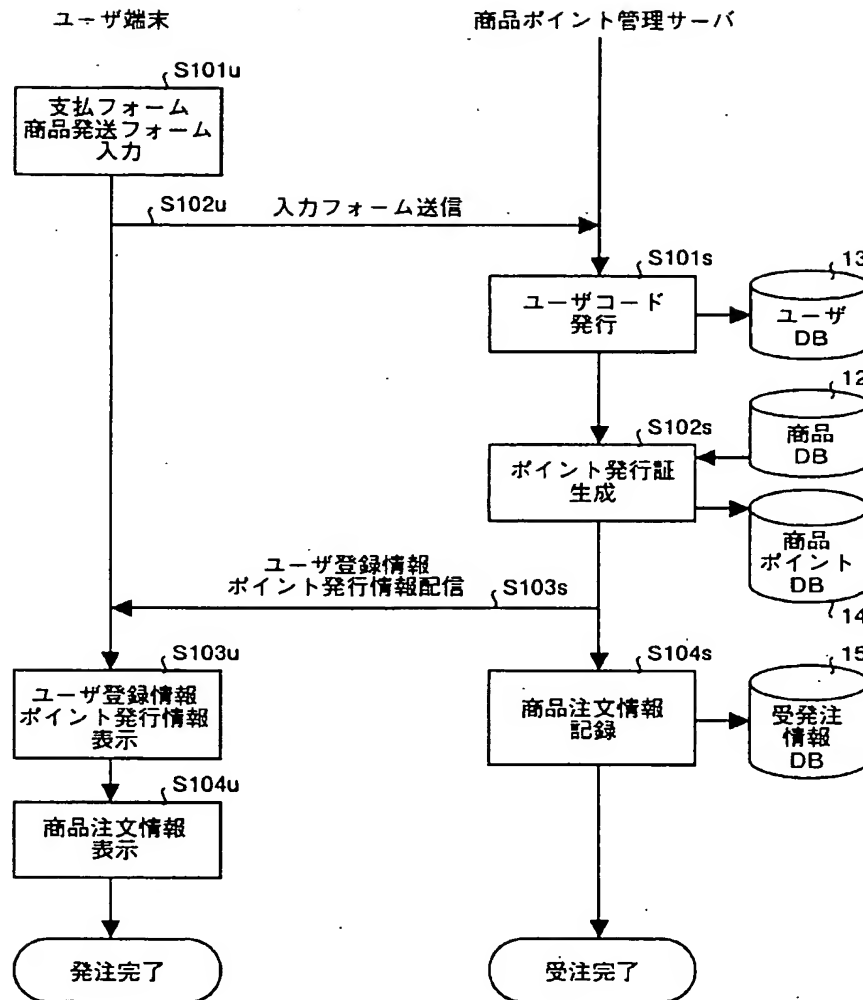 ユーザ端末
商品ポイント管理サーバ
S101u
支払フォーム
商品発送フォーム
入力
S102u
入力フォーム送信
S101s
ユーザコード
発行
13
ユーザ
DB
12
商品
DB
S102s
ポイント発行証
生成
商品
ポイント
DB
14
ユーザ登録情報
ポイント発行情報配信
S103s
S103u
ユーザ登録情報
ポイント発行情報
表示
S104s
商品注文情報
記録
15
受発注
情報
DB
S104u
商品注文情報
表示
発注完了
受注完了